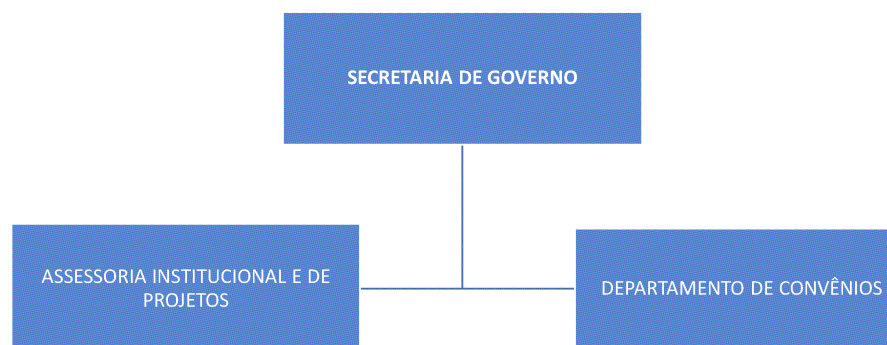 SECRETARIA DE GOVERNO
ASSESSORIA INSTITUCIONAL E DE
PROJETOS
DEPARTAMENTO DE CONVÊNIOS